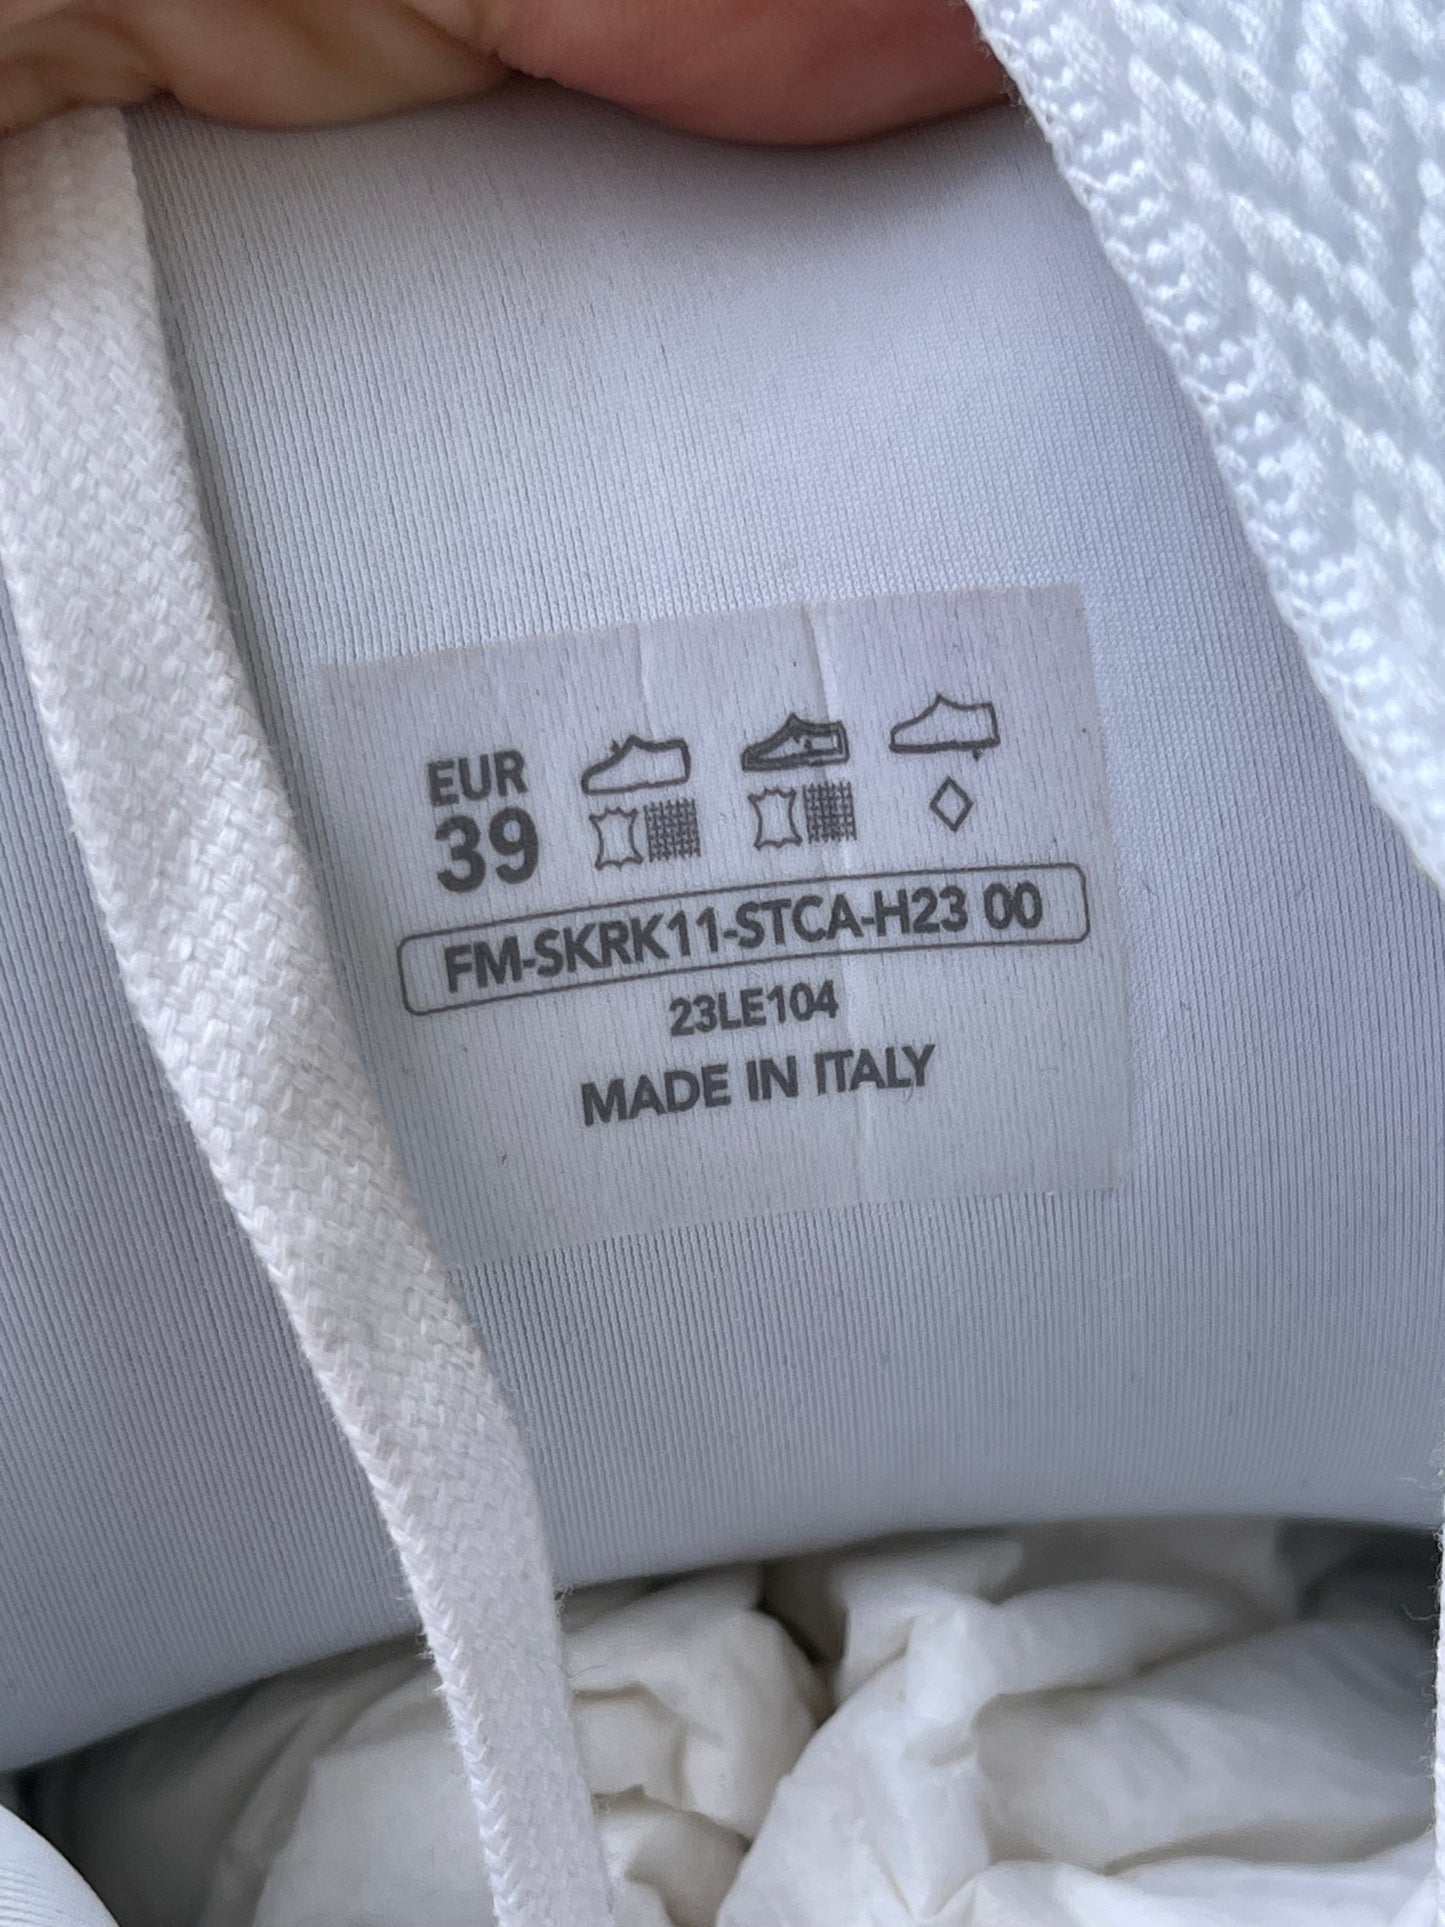 EUR
39
FM-SKRK11-STCA-H23 00
23LE104
MADE IN ITALY